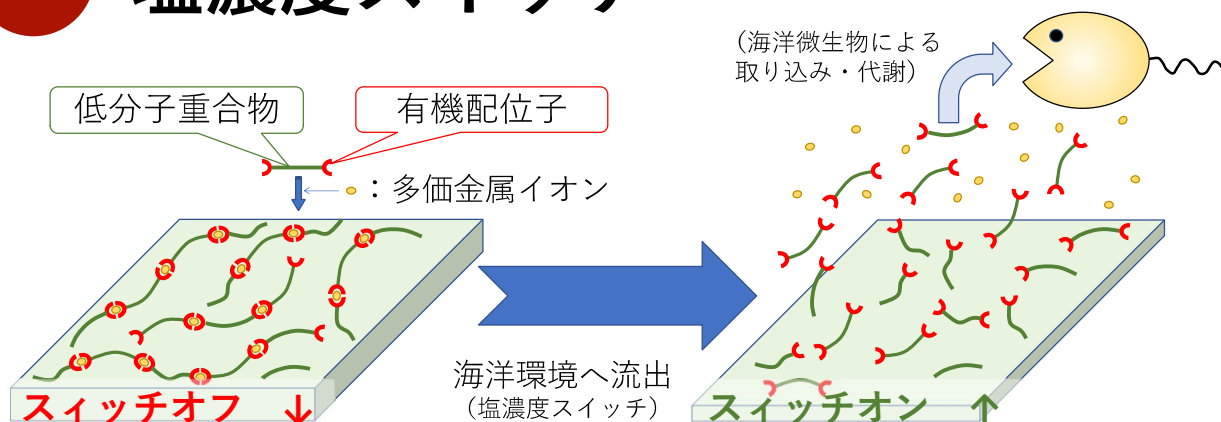 塩濃度スイッチ
（海洋微生物による
取り込み・代謝）
低分子重合物
有機配位子
：多価金属イオン
海洋環境へ流出
（塩濃度スイッチ）
スィッチオフ ↓
スィッチオン ↑